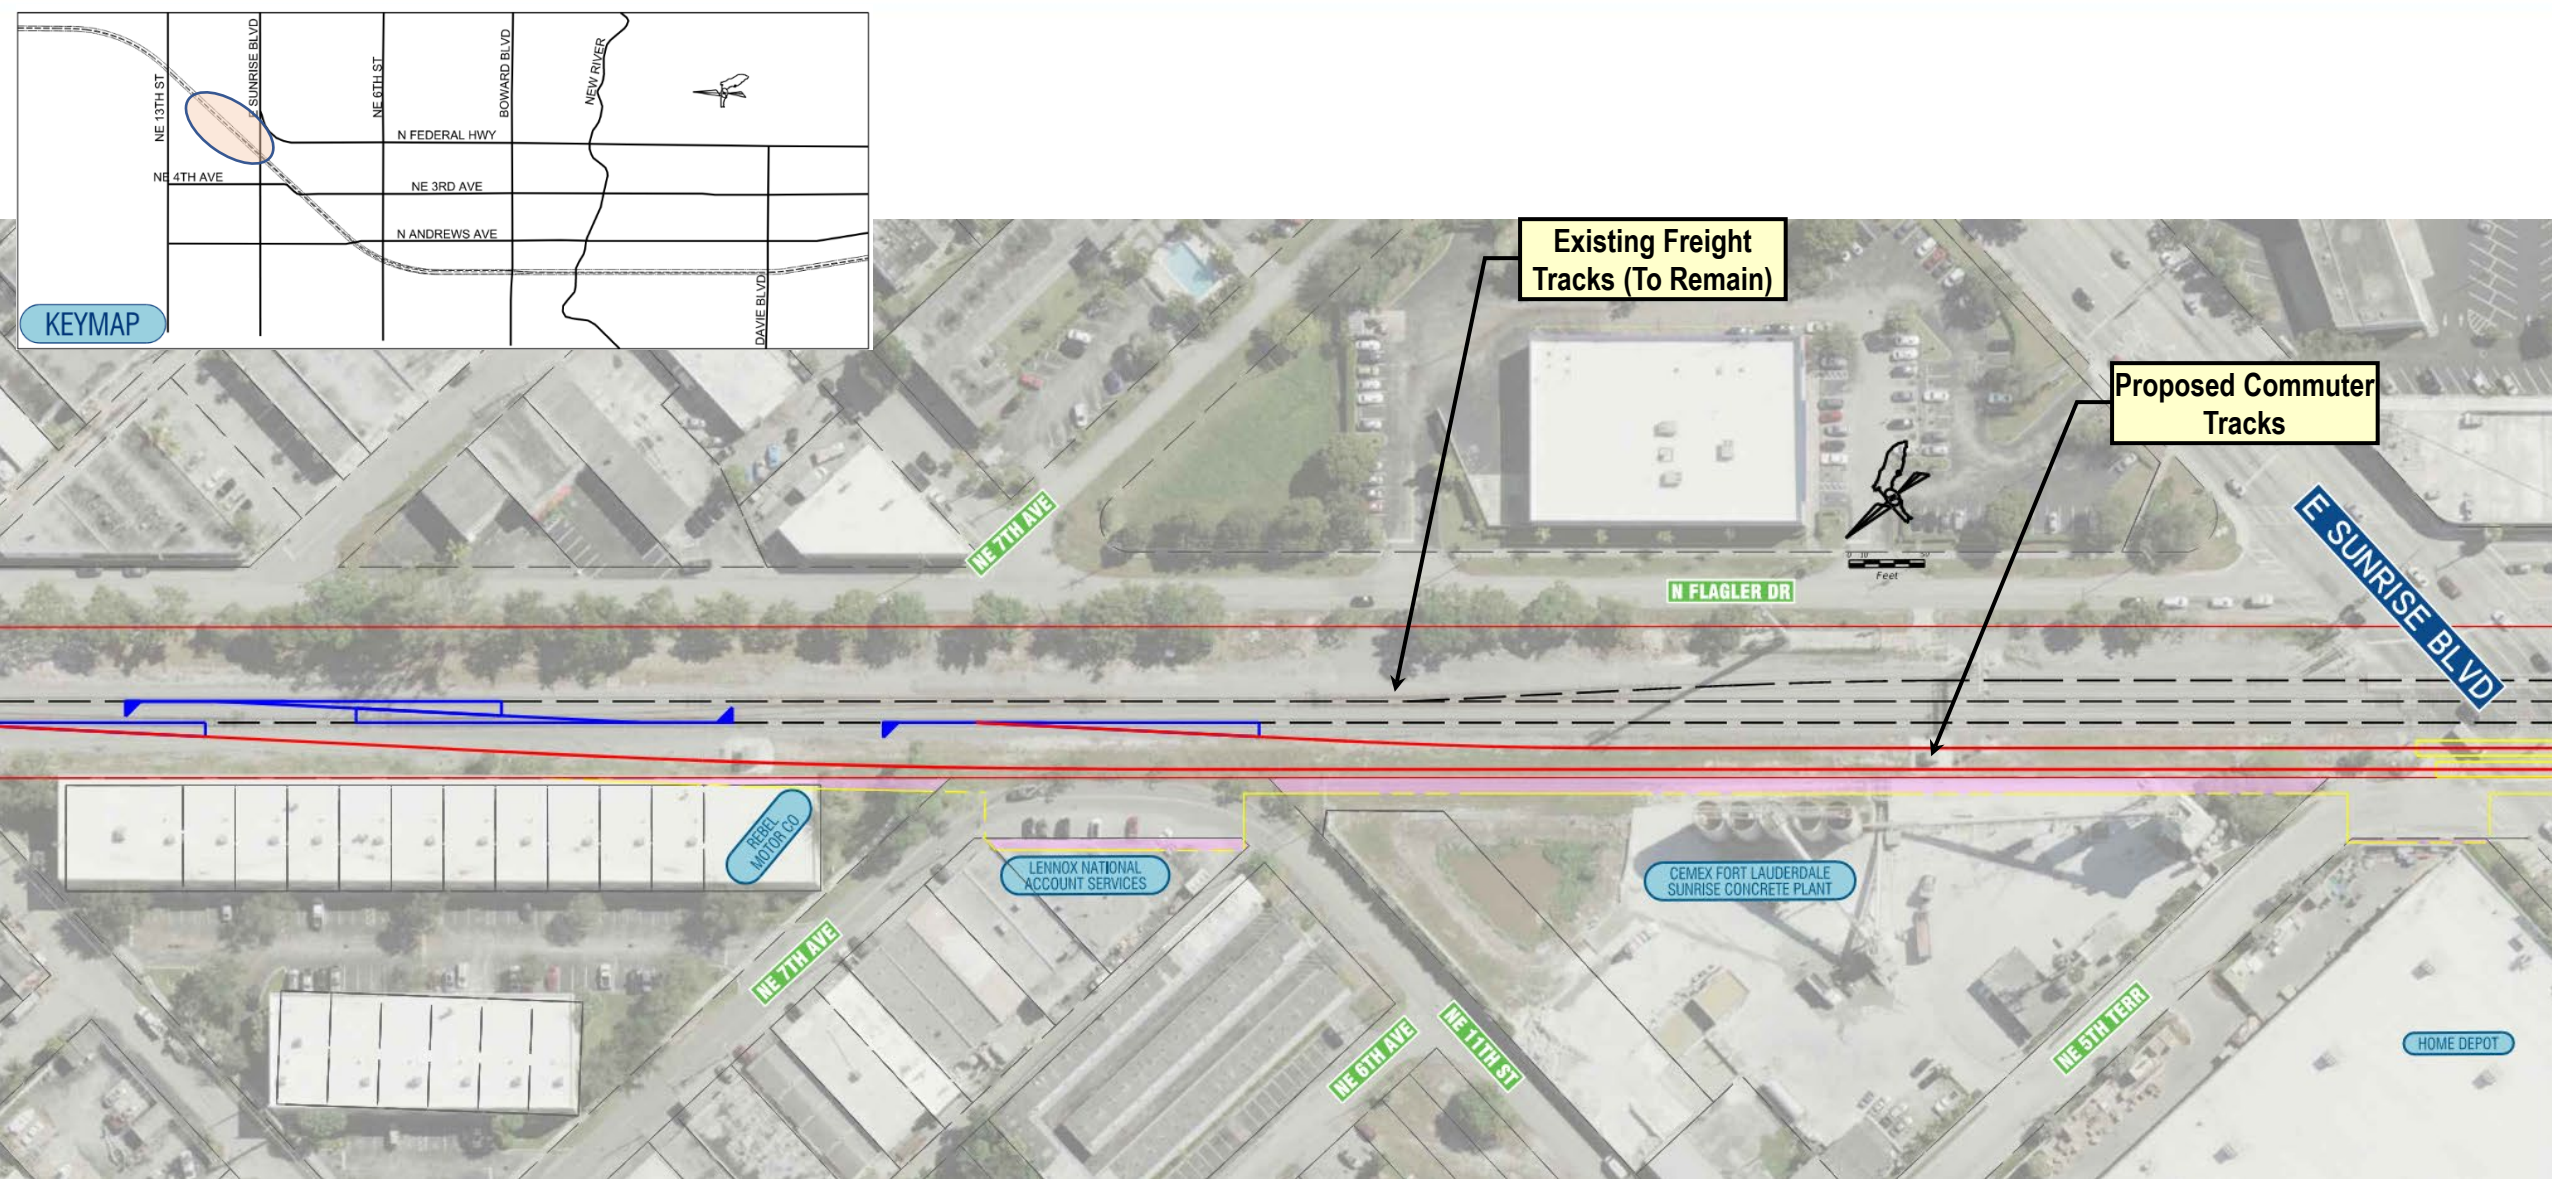 NE 13TH ST
E SUNRISE BLVD
NE 6TH ST
BOWARD BLVD
NEW RIVER
N FEDERAL HWY
NE 4TH AVE
NE 3RD AVE
N ANDREWS AVE
DAVIE BLVD
KEYMAP
Existing Freight
Tracks (To Remain)
Proposed Commuter
Tracks
E SUNRISE BLVD
NE 7TH AVE
0 10 50
Feet
N FLAGLER DR
REBEL
MOTOR CO
LENNOX NATIONAL
ACCOUNT SERVICES
CEMEX FORT LAUDERDALE
SUNRISE CONCRETE PLANT
NE 7TH AVE
NE 6TH AVE
NE 11TH ST
NE 5TH TERR
HOME DEPOT